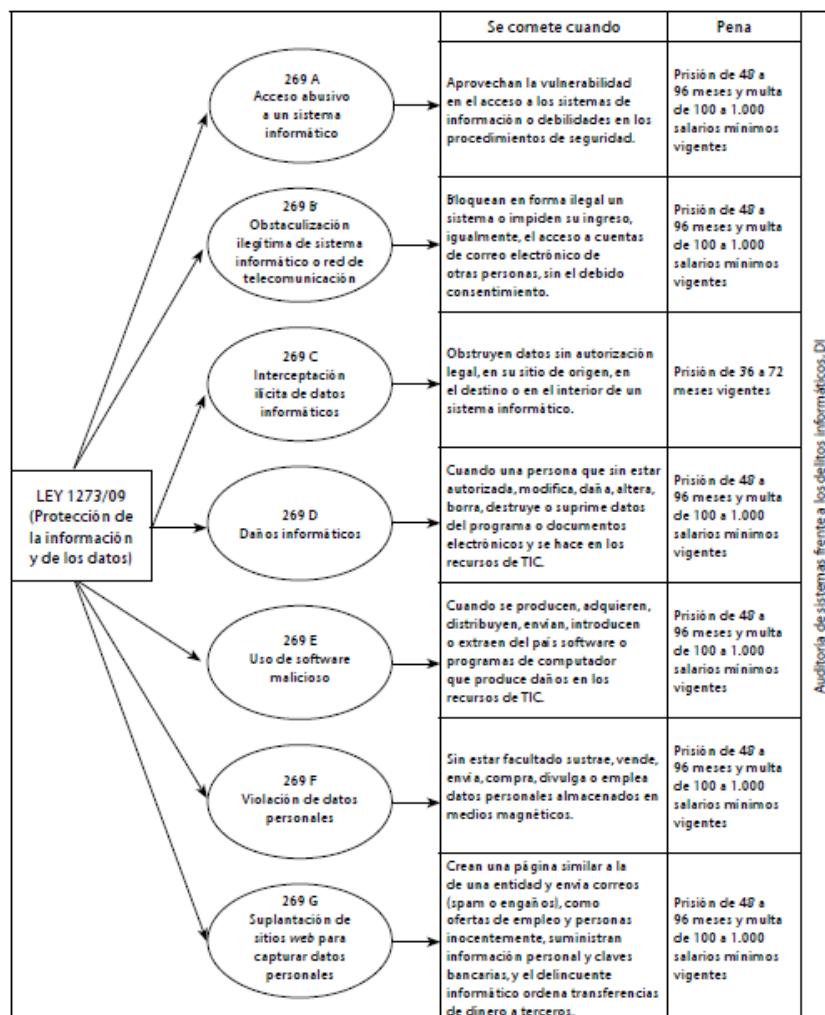 Se comete cuando
Pena
269 A
Acceso abusivo
a un sistema
informático
Aprovechan la vulnerabilidad
en el acceso a los sistemas de
información o debilidades en los
procedimientos de seguridad.
Prisión de 48 a
96 meses y multa
de 100 a 1.000
salarios mínimos
vigentes
269 B
Obstaculización
ilegítima de sistema
informático o red de
telecomunicación
Bloquean en forma ilegal un
sistema o impiden su ingreso,
igualmente, el acceso a cuentas
de correo electrónico de
otras personas, sin el debido
consentimiento.
Prisión de 48 a
96 meses y multa
de 100 a 1.000
salarios mínimos
vigentes
269 C
Interceptación
ilícita de datos
informáticos
Obstruyen datos sin autorización
legal, en su sitio de origen, en
el destino o en el interior de un
sistema informático.
Prisión de 36 a 72
meses vigentes
LEY 1273/09
(Protección de
la información
y de los datos)
269 D
Daños informáticos
Cuando una persona que sin estar
autorizada, modifica, daña, altera,
borra, destruye o suprime datos
del programa o documentos
electrónicos y se hace en los
recursos de TIC.
Prisión de 48 a
96 meses y multa
de 100 a 1.000
salarios mínimos
vigentes
269 E
Uso de software
malicioso
Cuando se producen, adquieren,
distribuyen, envían, introducen
o extraen del país software o
programas de computador
que produce daños en los
recursos de TIC.
Prisión de 48 a
96 meses y multa
de 100 a 1.000
salarios mínimos
vigentes
269 F
Violación de datos
personales
Sin estar facultado sustrae, vende,
envía, compra, divulga o emplea
datos personales almacenados en
medios magnéticos.
Prisión de 48 a
96 meses y multa
de 100 a 1.000
salarios mínimos
vigentes
269 G
Suplantación de
sitios web para
capturar datos
personales
Crean una página similar a la
de una entidad y envía correos
(spam o engaños), como
ofertas de empleo y personas
inocentemente, suministran
información personal y claves
bancarias, y el delincuente
informático ordena transferencias
de dinero a terceros.
Prisión de 48 a
96 meses y multa
de 100 a 1.000
salarios mínimos
vigentes
Auditoría de sistemas frente a los delitos informáticos, DI